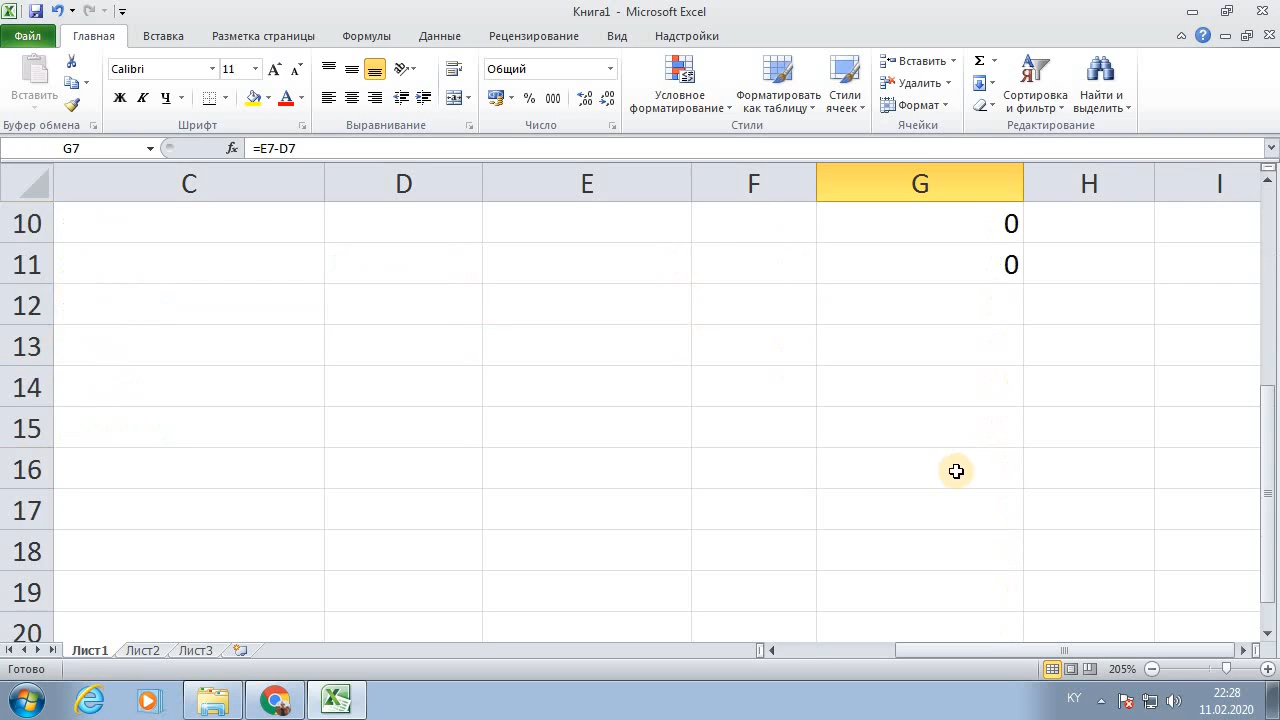 Книга1 - Microsoft Excel
Файл Главная Вставка Разметка страницы Формулы Данные Рецензирование Вид Надстройки
Вставить
Буфер обмена
Calibri 11
Ж К Ч
Шрифт
Выравнивание
Общий
% 000
Число
Условное форматирование
Форматировать как таблицу
Стили ячеек
Стили
Вставить
Удалить
Формат
Ячейки
Σ
Сортировка и фильтр
Найти и выделить
Редактирование
G7 fx =E7-D7
C D E F G H I
10 0
11 0
12
13
14
15
16
17
18
19
20
Лист1 Лист2 Лист3
Готово 205%
KY 22:28
11.02.2020